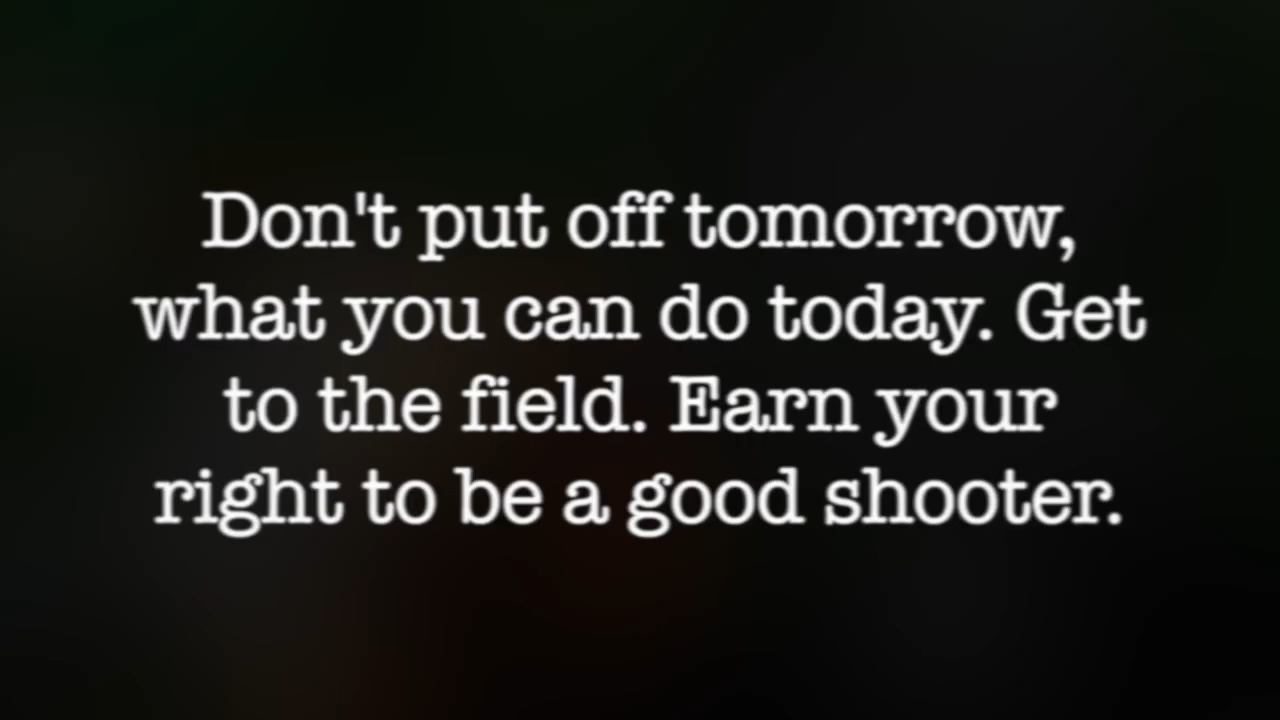 Don't put off tomorrow,
what you can do today. Get
to the field. Earn your
right to be a good shooter.